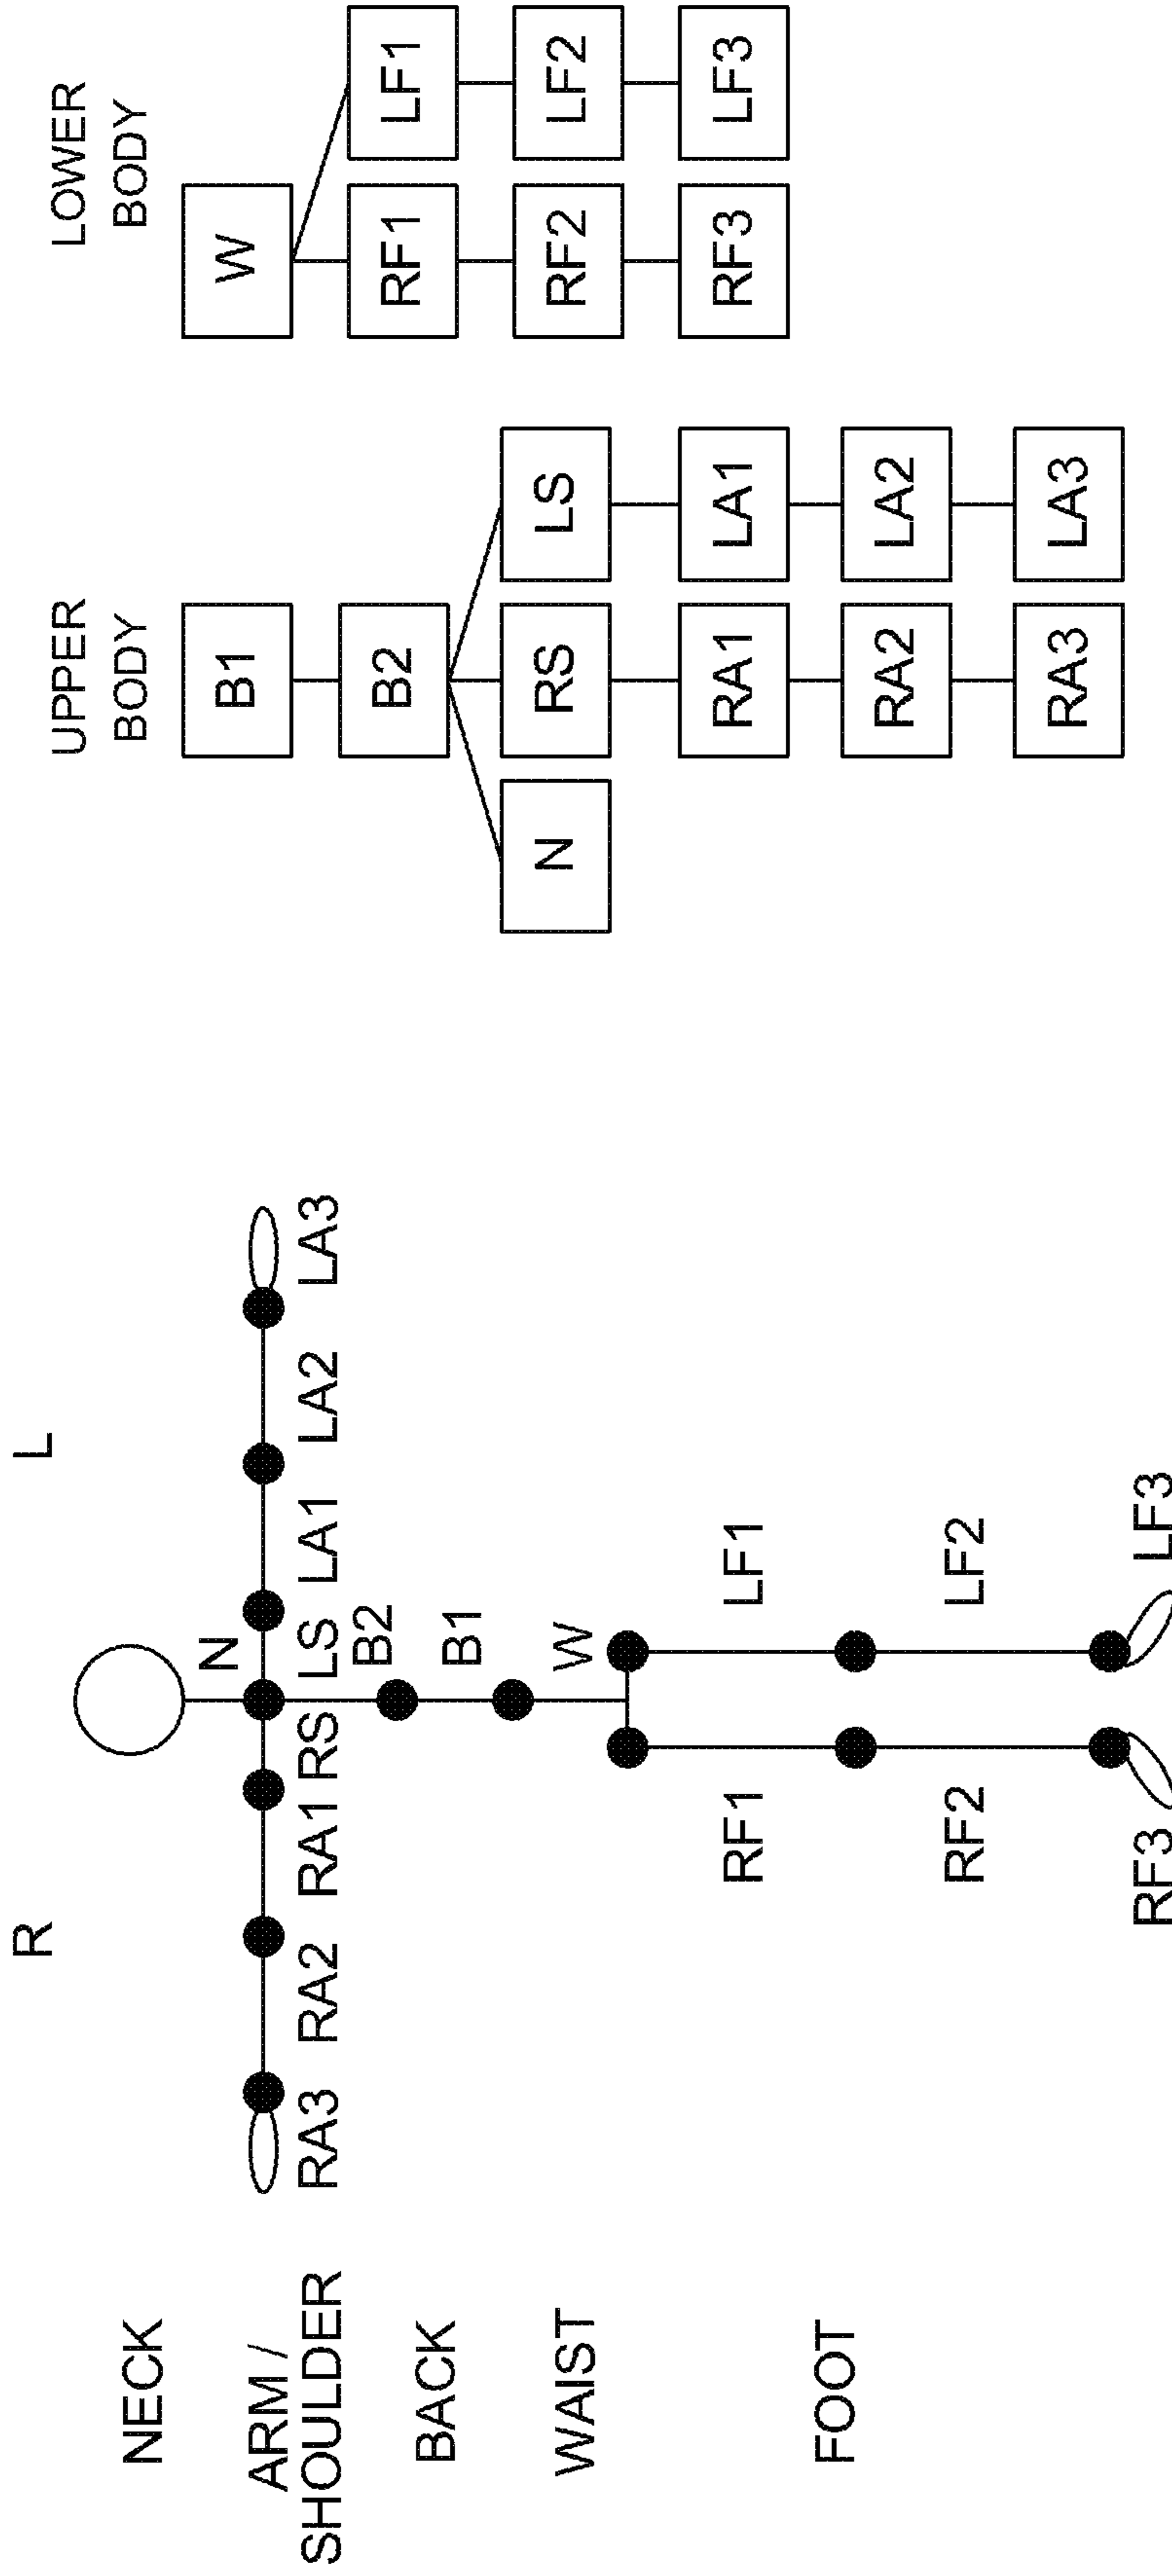 R L
NECK
N
ARM /
SHOULDER
RA3 RA2 RA1 RS LS LA1 LA2 LA3
B2
BACK
B1
WAIST
W
RF1 LF1
FOOT
RF2 LF2
RF3 LF3
UPPER
BODY
B1
B2
N RS LS
RA1 LA1
RA2 LA2
RA3 LA3
LOWER
BODY
W
RF1 LF1
RF2 LF2
RF3 LF3